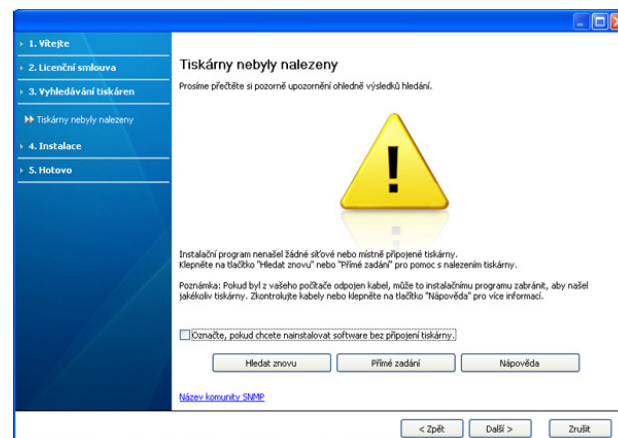 1. Vítejte
2. Licenční smlouva
3. Vyhledávání tiskáren
Tiskárny nebyly nalezeny
4. Instalace
5. Hotovo
Tiskárny nebyly nalezeny
Prosíme přečtěte si pozorně upozornění ohledně výsledků hledání.
Instalační program nenašel žádné síťové nebo místně připojené tiskárny.
Klepněte na tlačítko "Hledat znovu" nebo "Přímé zadání" pro pomoc s nalezením tiskárny.
Poznámka: Pokud byl z vašeho počítače odpojen kabel, může to instalačnímu programu zabránit, aby našel
jakékoliv tiskárny. Zkontrolujte kabely nebo klepněte na tlačítko "Nápověda" pro více informací.
Označte, pokud chcete nainstalovat software bez připojení tiskárny.
Hledat znovu
Přímé zadání
Nápověda
Název komunity SNMP
< Zpět
Další >
Zrušit